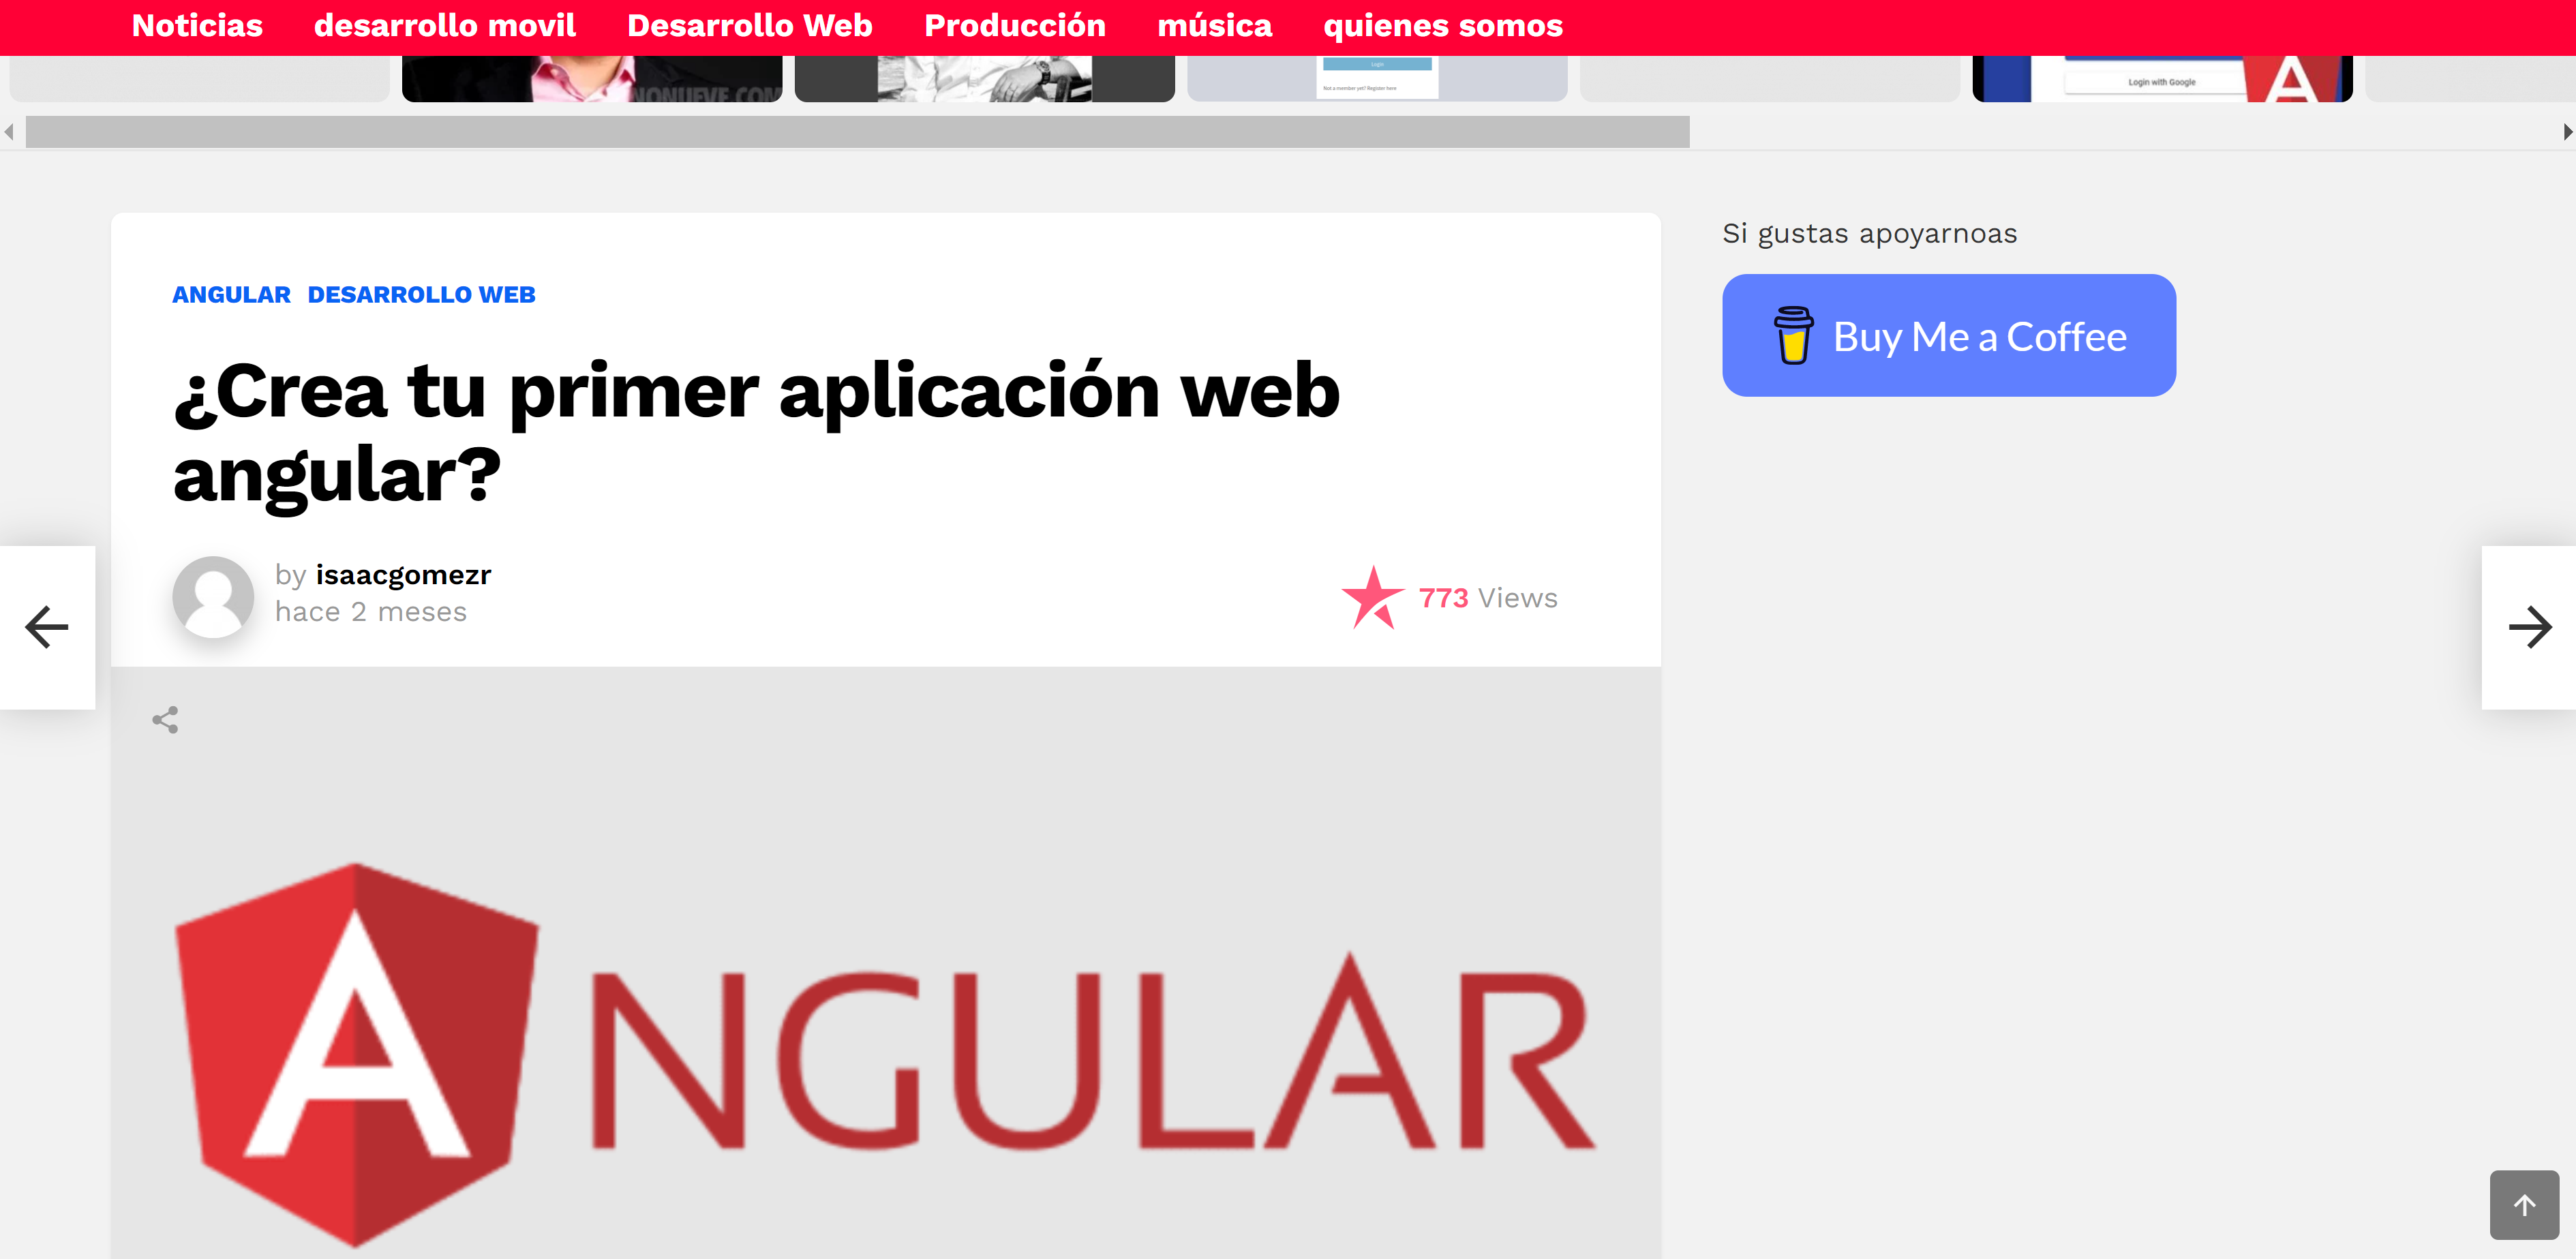 Noticias desarrollo movil Desarrollo Web Producción música quienes somos
NONUEVE.COM
Login
Not a member yet? Register here
Login with Google
ANGULAR DESARROLLO WEB
¿Crea tu primer aplicación web
angular?
by isaacgomezr
hace 2 meses
773 Views
Si gustas apoyarnoas
Buy Me a Coffee
ANGULAR